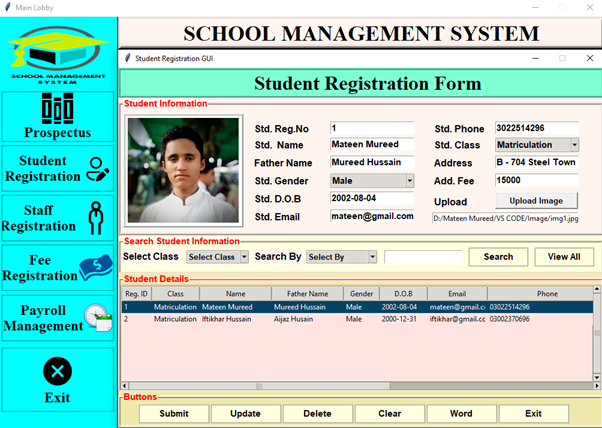 Main Lobby
SCHOOL MANAGEMENT SYSTEM
SCHOOL MANAGEMENT
SYSTEM
Prospectus
Student
Registration
Staff
Registration
Fee
Registration
Payroll
Management
Exit
Student Registration GUI
Student Registration Form
Student Information
Std. Reg.No 1 Std. Phone 3022514296
Std. Name Mateen Mureed Std. Class Matriculation
Father Name Mureed Hussain Address B - 704 Steel Town
Std. Gender Male Add. Fee 15000
Std. D.O.B 2002-08-04 Upload Upload Image
Std. Email mateen@gmail.com D:/Mateen Mureed/VS CODE/Image/img1.jpg
Search Student Information
Select Class Select Class Search By Select By Search View All
Student Details
Reg. ID Class Name Father Name Gender D.O.B Email Phone
1 Matriculation Mateen Mureed Mureed Hussain Male 2002-08-04 mateen@gmail.cc 03022514296
2 Matriculation Iftikhar Hussain Aijaz Husain Male 2000-12-31 iftikhar@gmail.cc 03002370696
Buttons
Submit Update Delete Clear Word Exit